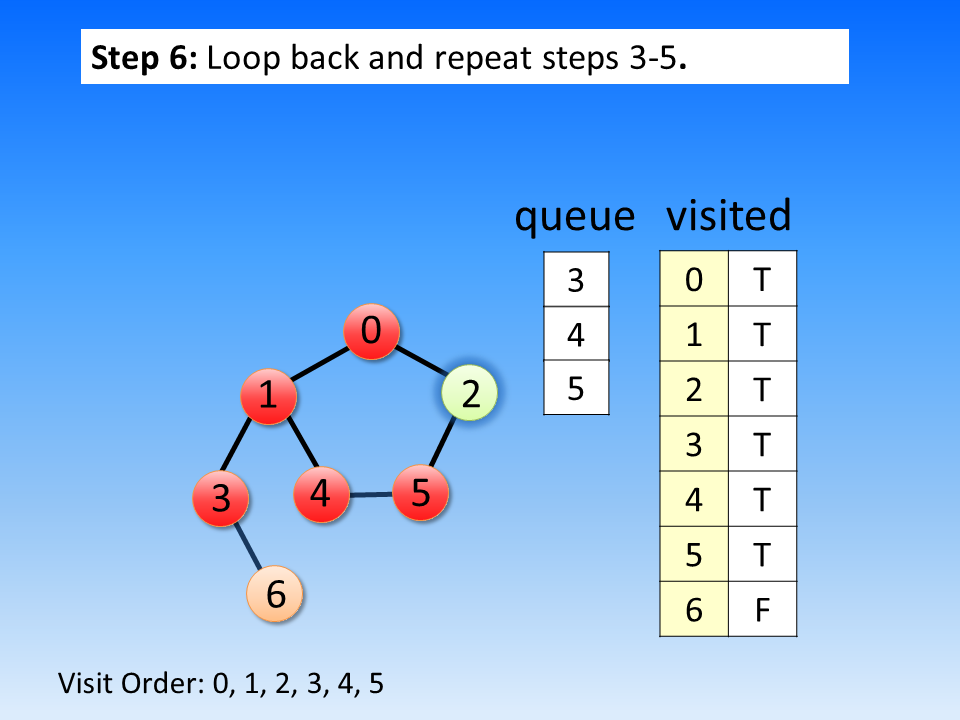 Step 6: Loop back and repeat steps 3-5.
queue visited
3
4
5
0 T
1 T
2 T
3 T
4 T
5 T
6 F
0
1
2
3
4
5
6
Visit Order: 0, 1, 2, 3, 4, 5